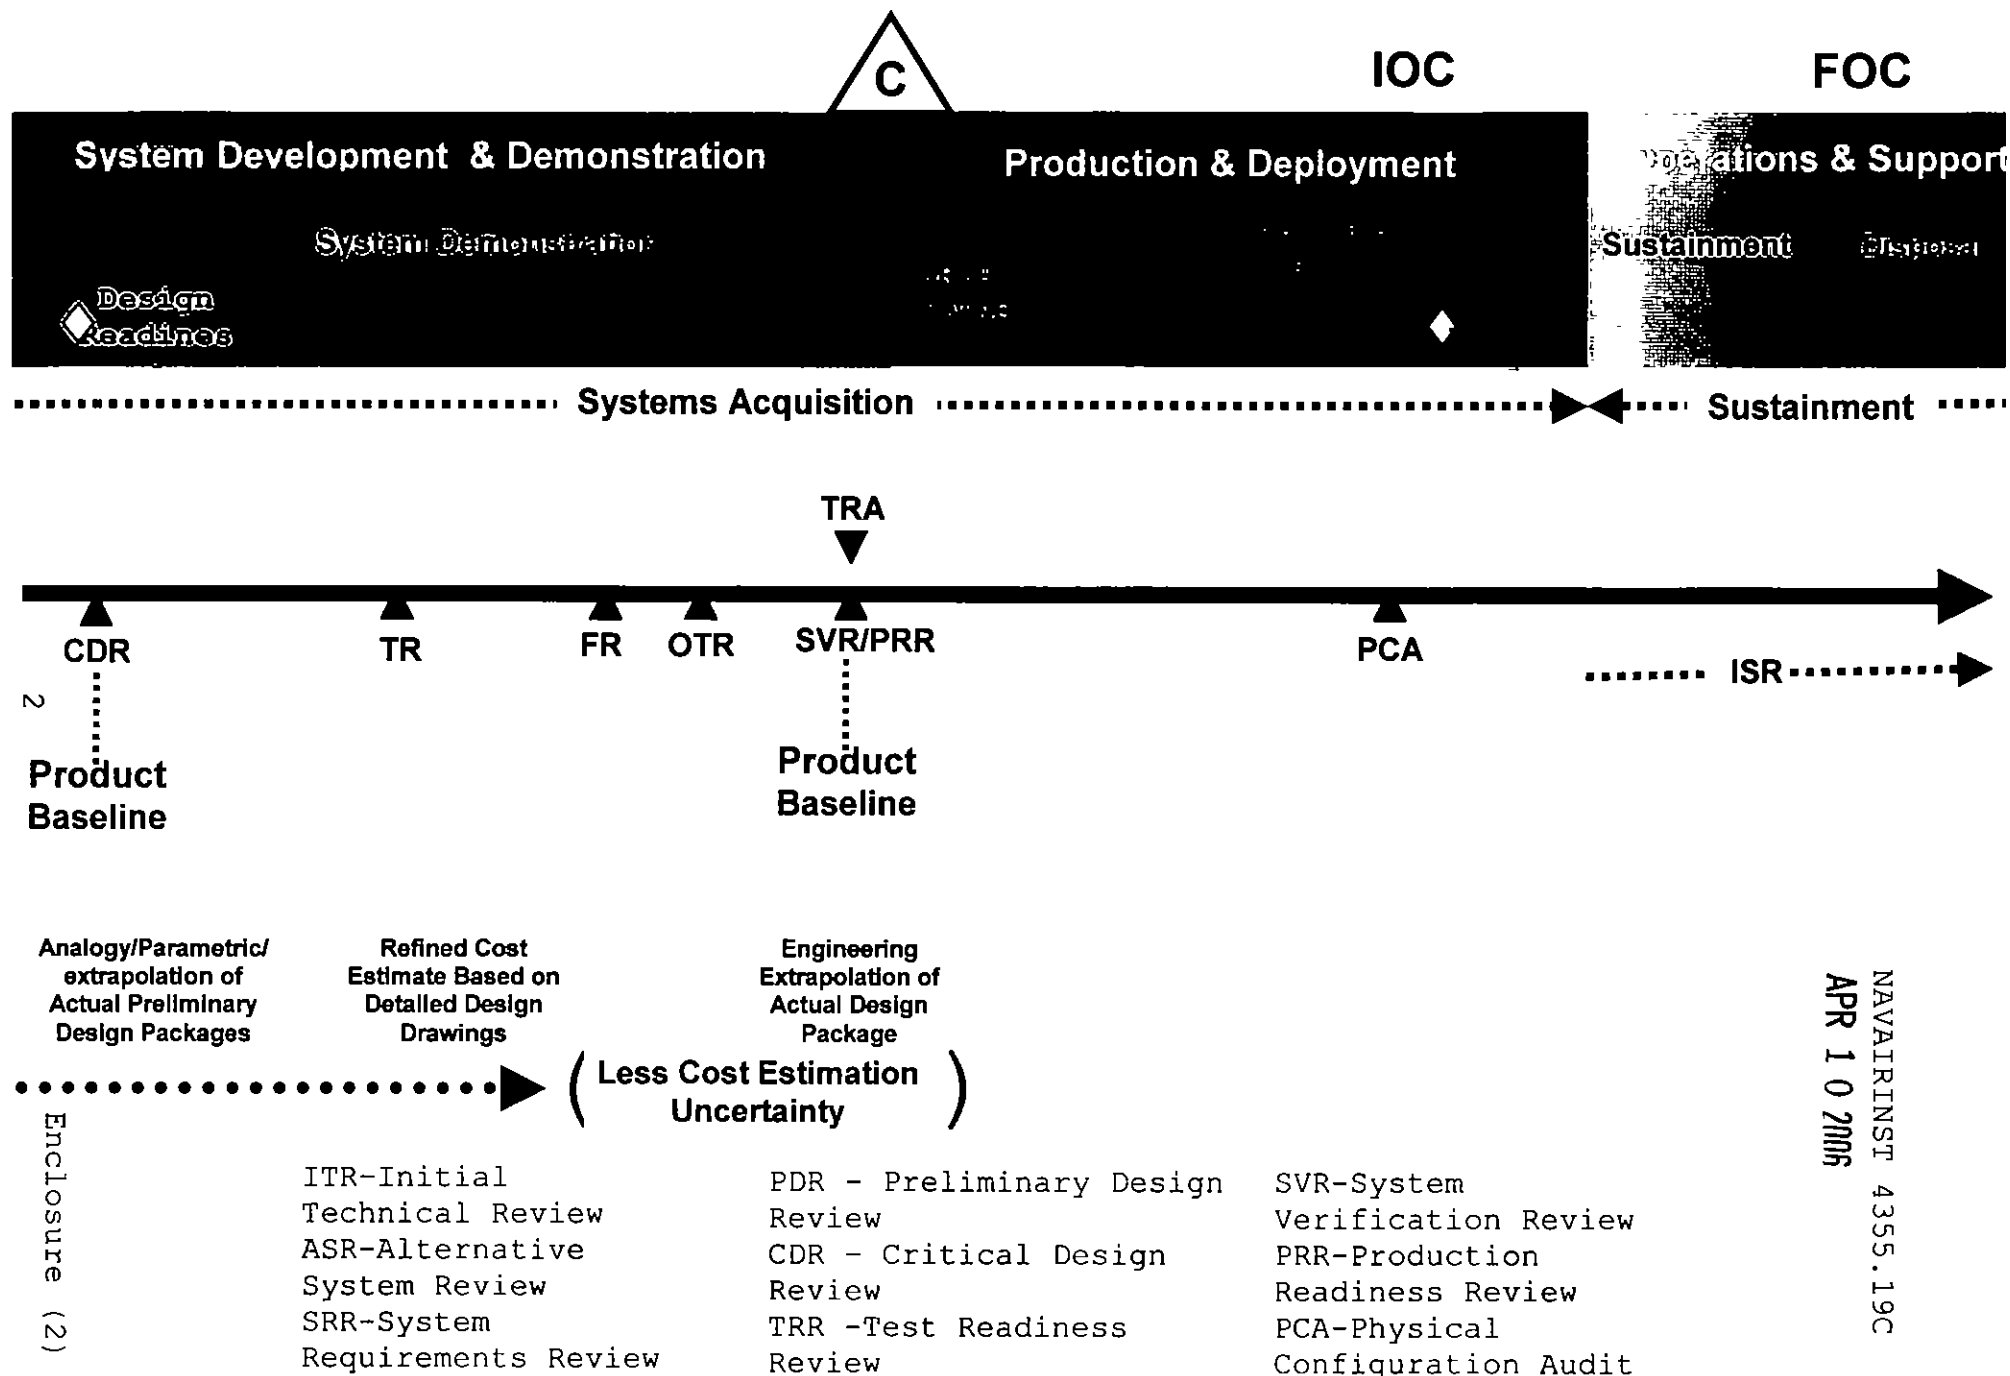 C
IOC
FOC
System Development & Demonstration
Production & Deployment
& Support
System Demonstration
Sustainment
Design
Readines
Systems Acquisition
Sustainment
TRA
CDR
TR
FR
OTR
SVR/PRR
PCA
ISR
2
Product
Baseline
Product
Baseline
Analogy/Parametric/
extrapolation of
Actual Preliminary
Design Packages
Refined Cost
Estimate Based on
Detailed Design
Drawings
Engineering
Extrapolation of
Actual Design
Package
(Less Cost Estimation
Uncertainty)
Enclosure (2)
ITR-Initial
Technical Review
ASR-Alternative
System Review
SRR-System
Requirements Review
PDR - Preliminary Design
Review
CDR - Critical Design
Review
TRR -Test Readiness
Review
SVR-System
Verification Review
PRR-Production
Readiness Review
PCA-Physical
Configuration Audit
NAVAIRINST 4355.19C
APR 10 2006